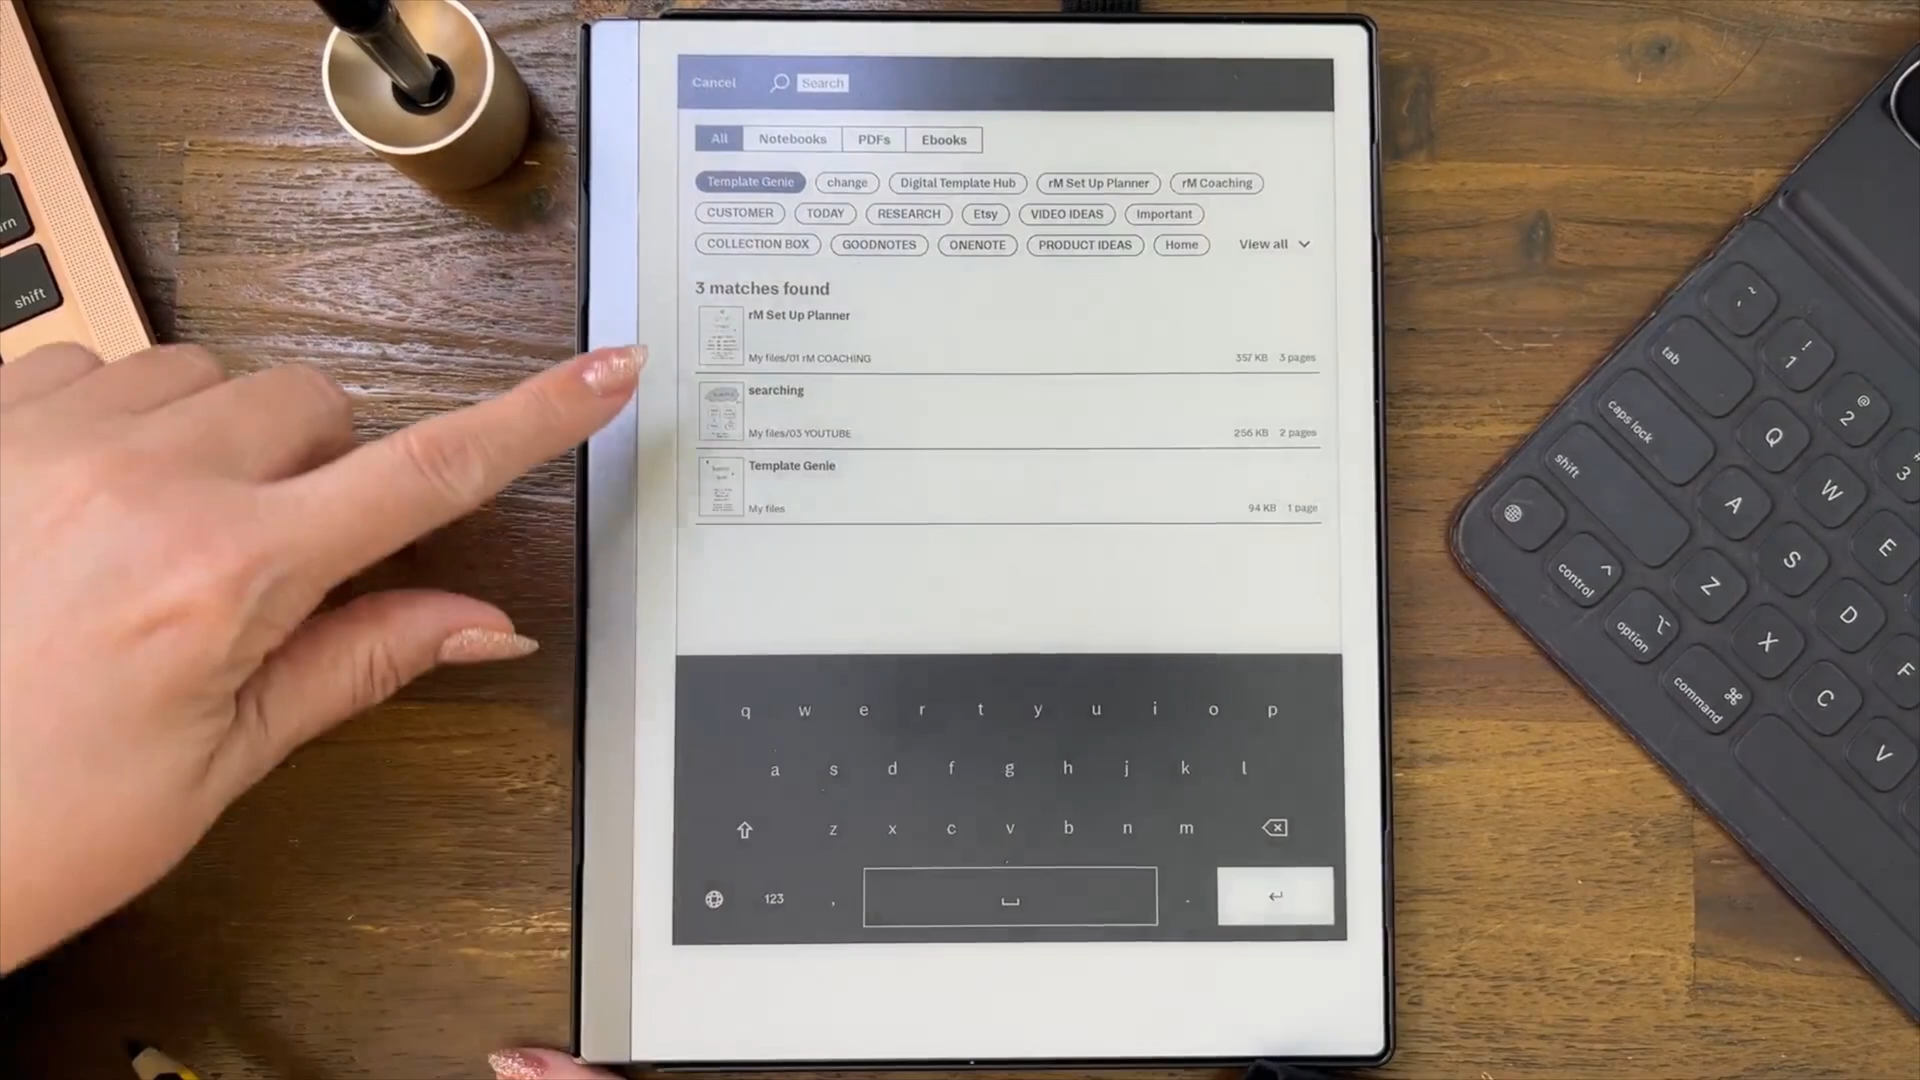 Cancel Search
All Notebooks PDFs Ebooks
Template Genie change Digital Template Hub rM Set Up Planner rM Coaching
CUSTOMER TODAY RESEARCH Etsy VIDEO IDEAS Important
COLLECTION BOX GOODNOTES ONENOTE PRODUCT IDEAS Home View all
3 matches found
rM Set Up Planner
My files/01 rM COACHING 357 KB 3 pages
searching
My files/03 YOUTUBE 256 KB 2 pages
Template Genie
My files 94 KB 1 page
q w e r t y u i o p
a s d f g h j k l
z x c v b n m
123 , .
shift
~
! 1
@ 2
3
tab
Q W E
caps lock
A S D F
shift
Z X C V
control ^
option
command ⌘